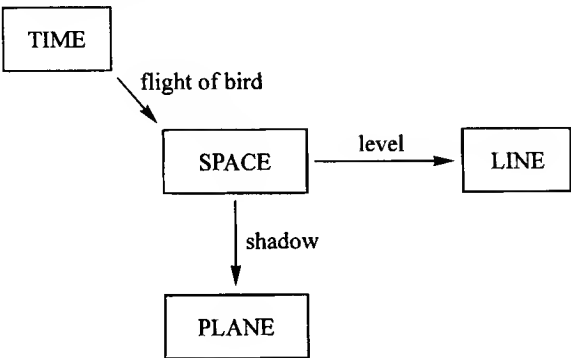 TIME
flight of bird
SPACE
level
LINE
shadow
PLANE